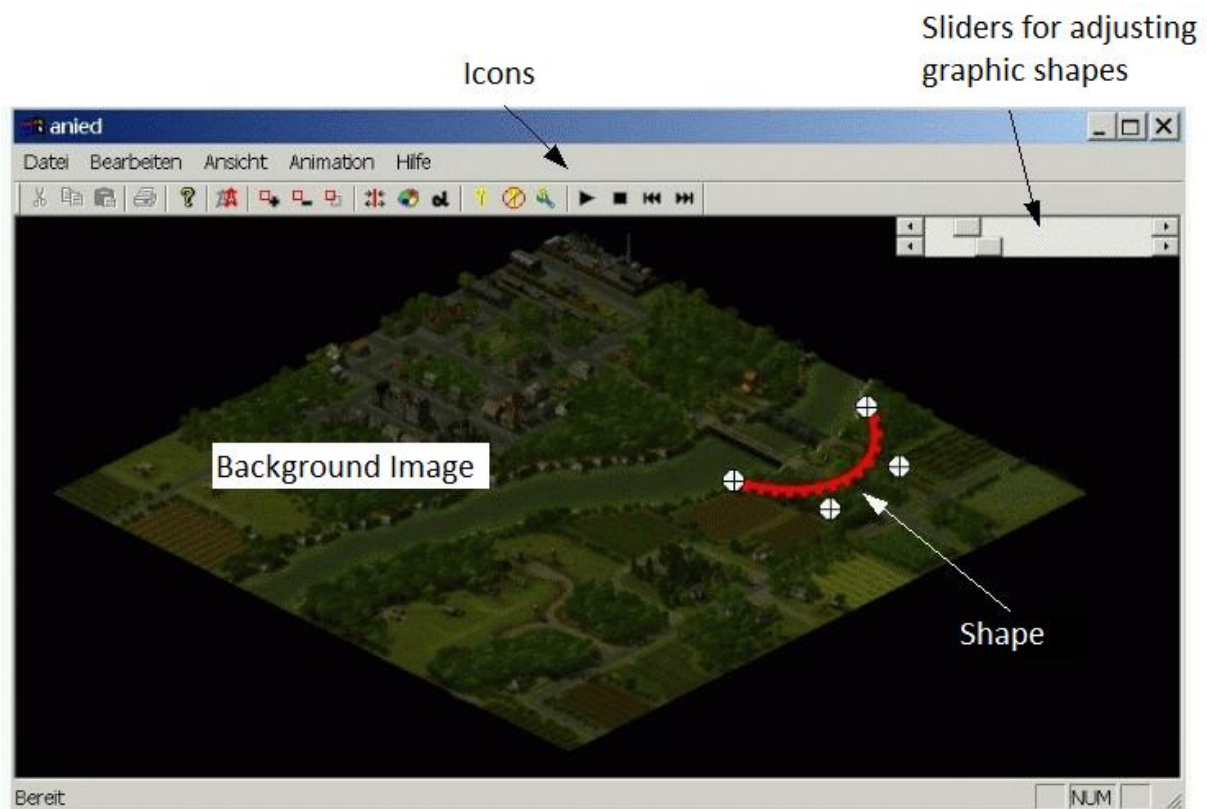 Sliders for adjusting
graphic shapes
Icons
anied
Datei Bearbeiten Ansicht Animation Hilfe
Background Image
Shape
Bereit
NUM